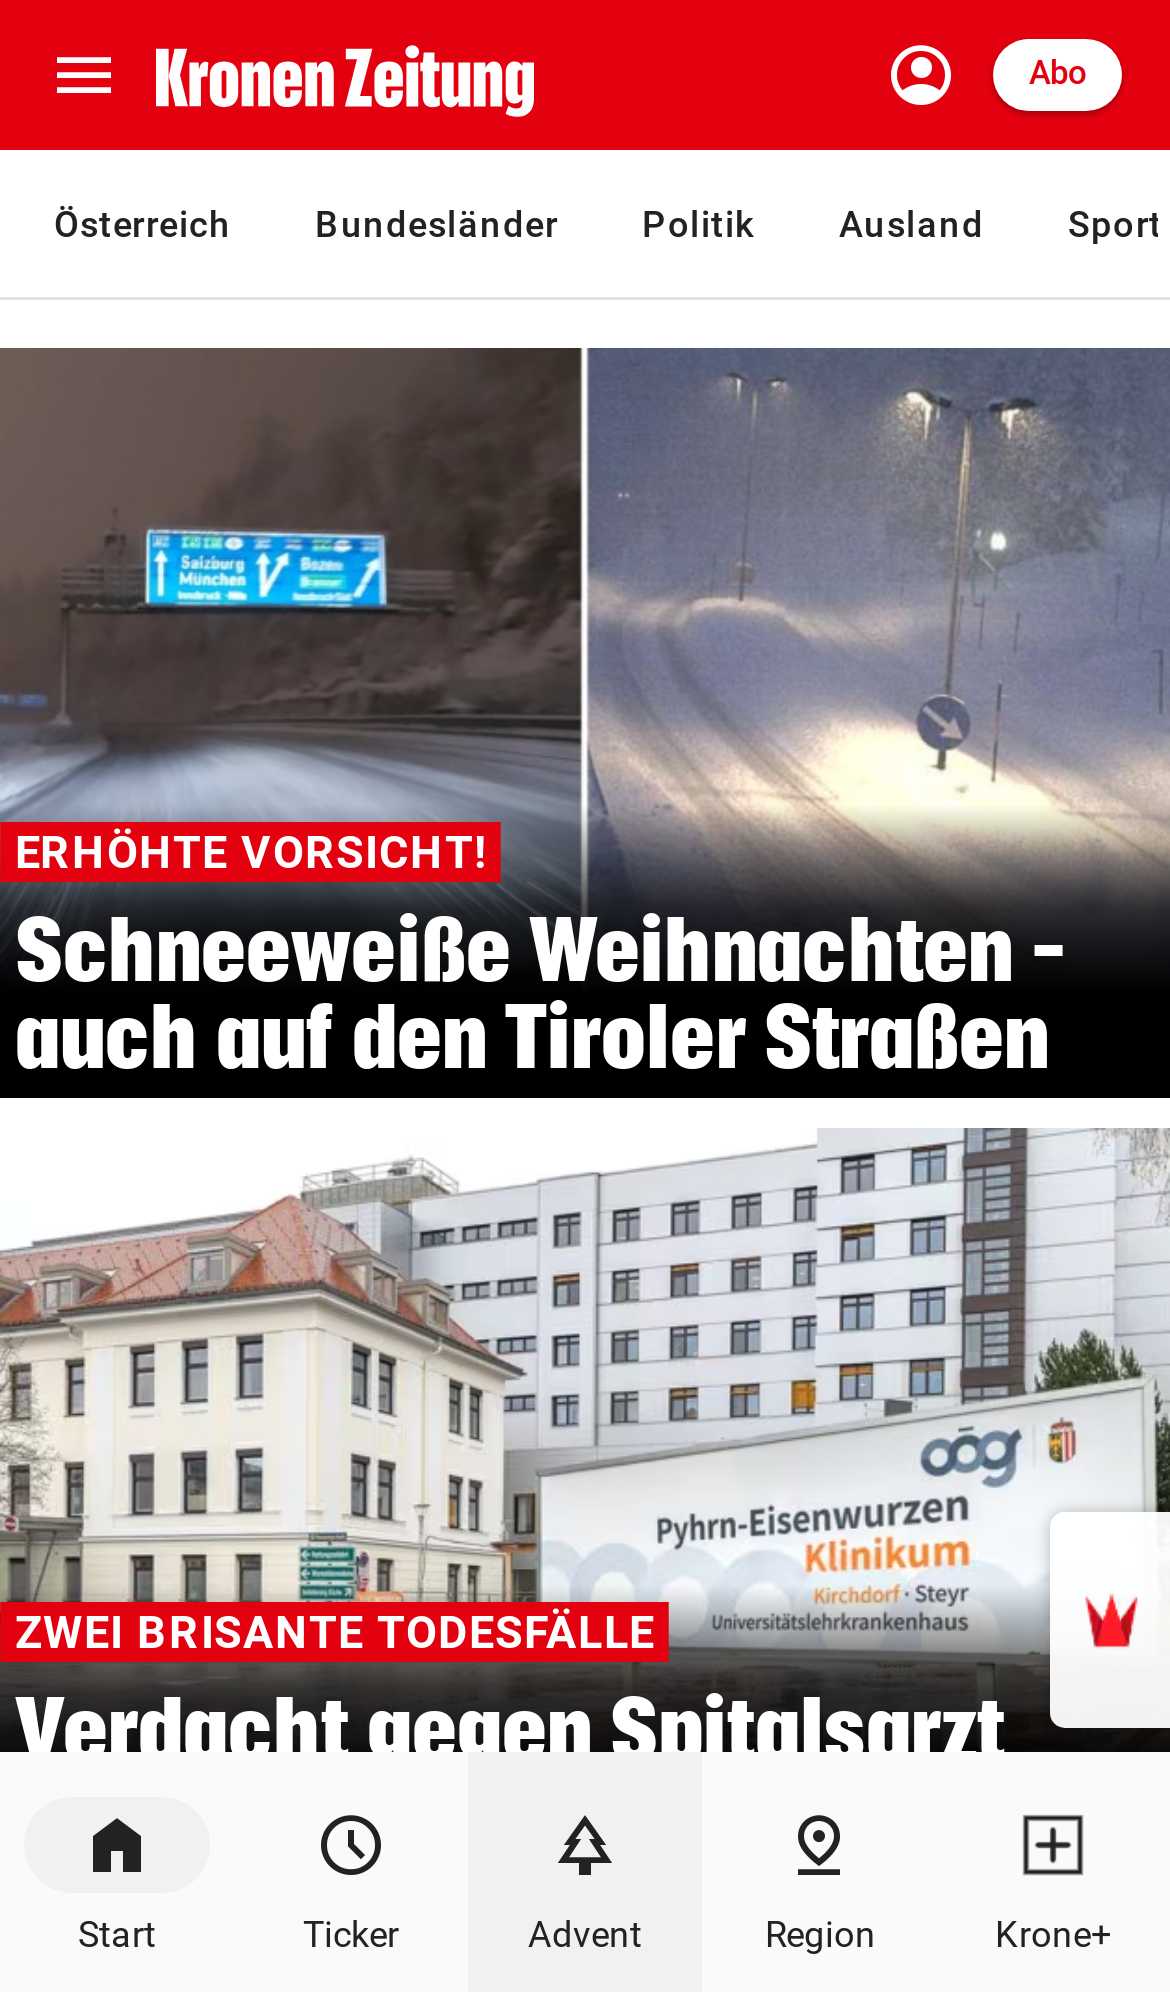 Kronen Zeitung
Abo
Österreich Bundesländer Politik Ausland Sport
Salzburg Bozen
München Brenner
ERHÖHTE VORSICHT!
Schneeweiße Weihnachten –
auch auf den Tiroler Straßen
oög
Pyhrn-Eisenwurzen
Klinikum
Kirchdorf · Steyr
Universitätslehrkrankenhaus
ZWEI BRISANTE TODESFÄLLE
Verdacht gegen Spitalsarzt
Start Ticker Advent Region Krone+